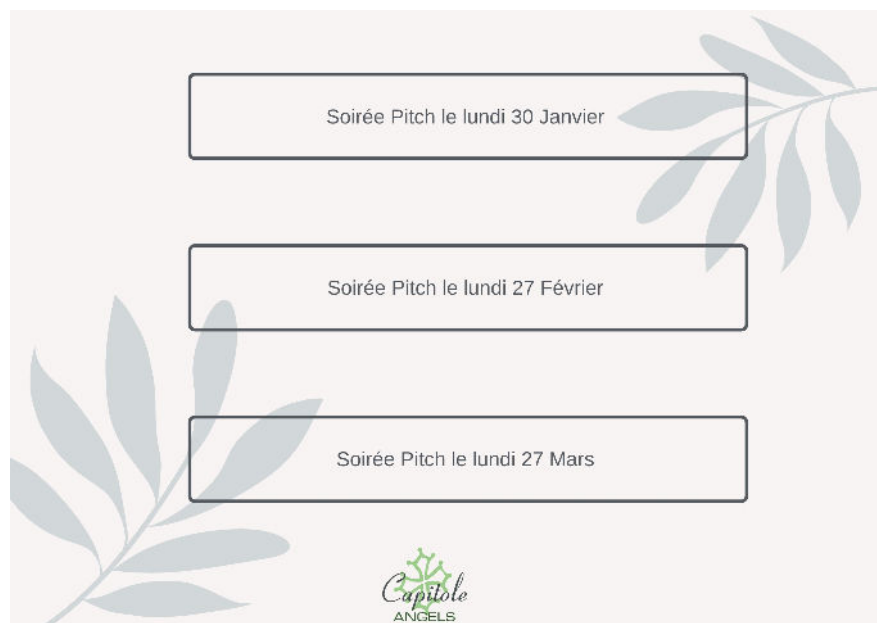 Soirée Pitch le lundi 30 Janvier
Soirée Pitch le lundi 27 Février
Soirée Pitch le lundi 27 Mars
Capitole
ANGELS